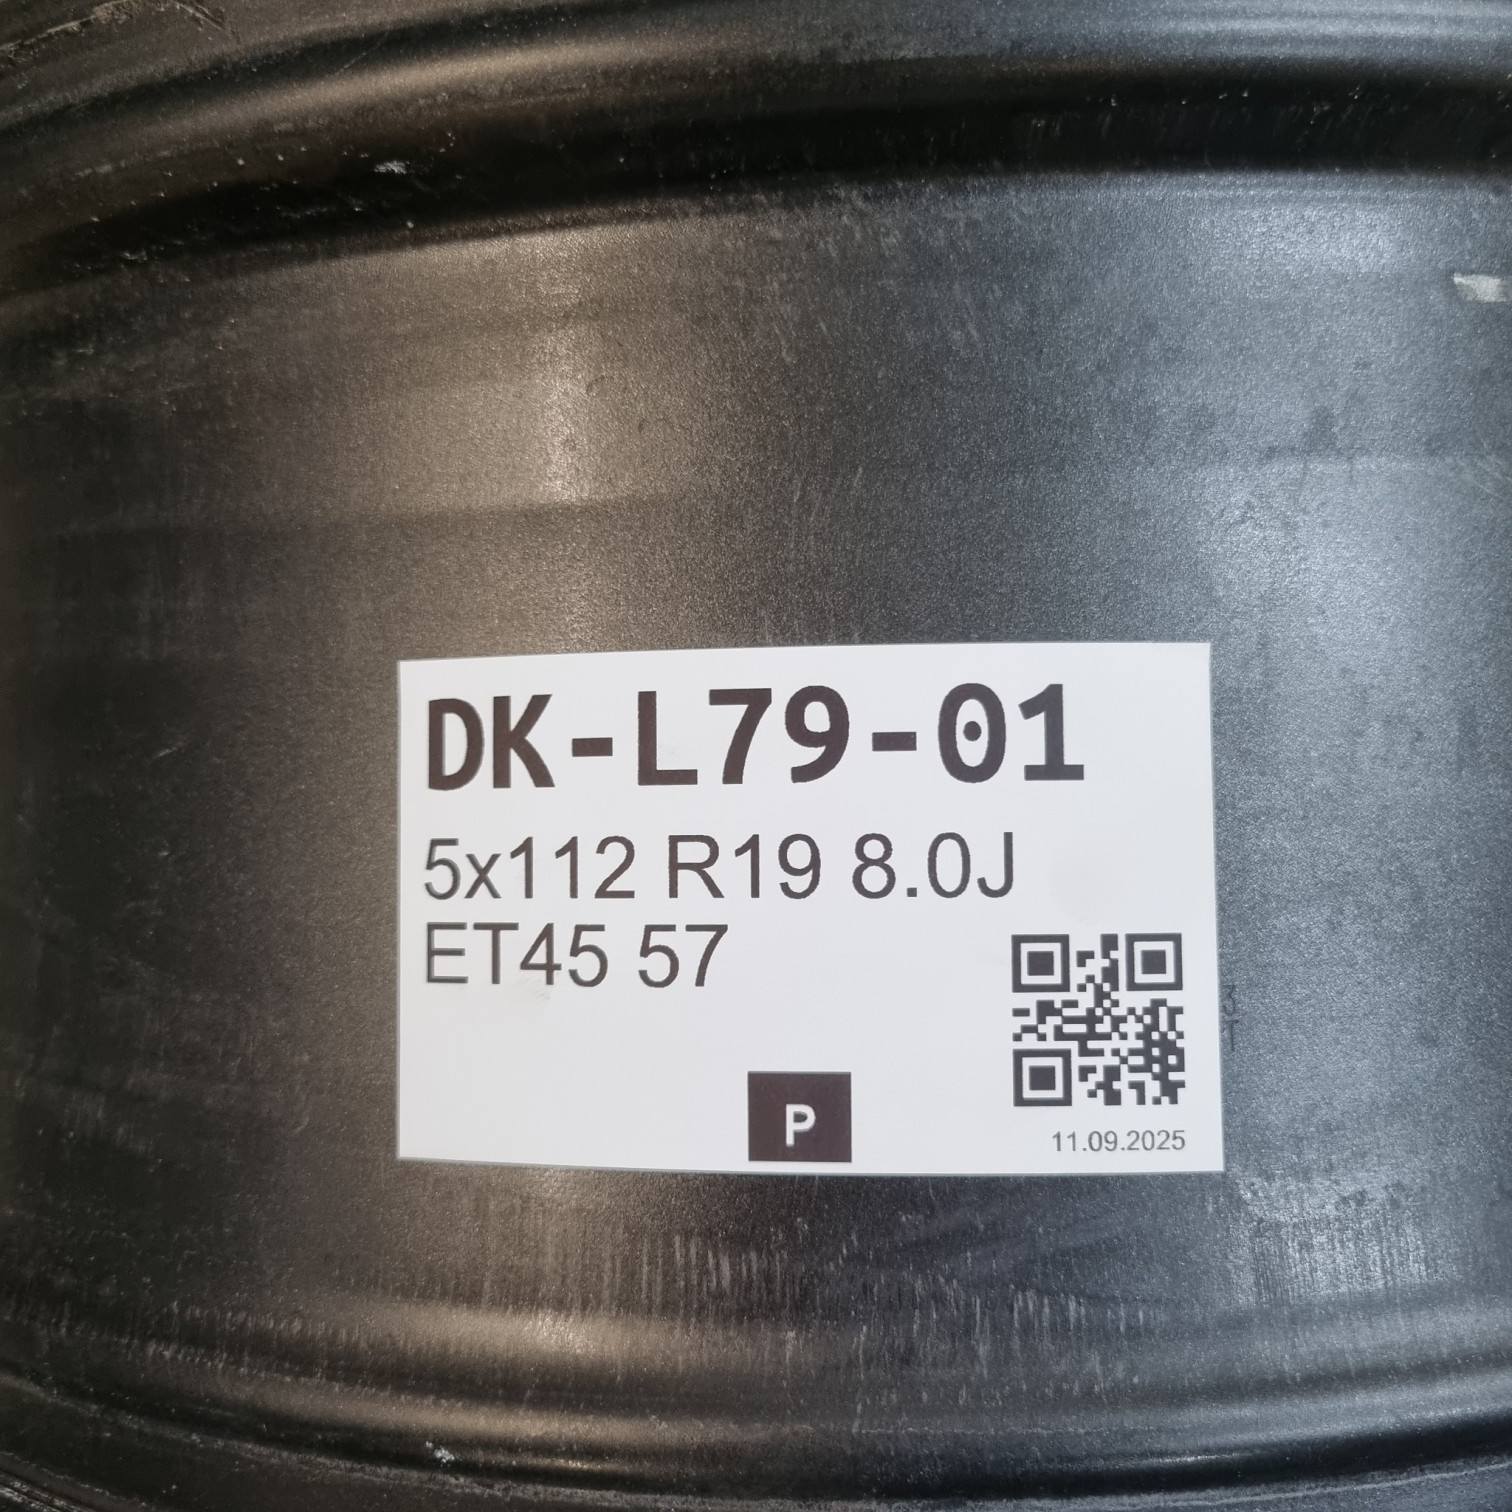 DK-L79-01
5x112 R19 8.0J
ET45 57
P
11.09.2025